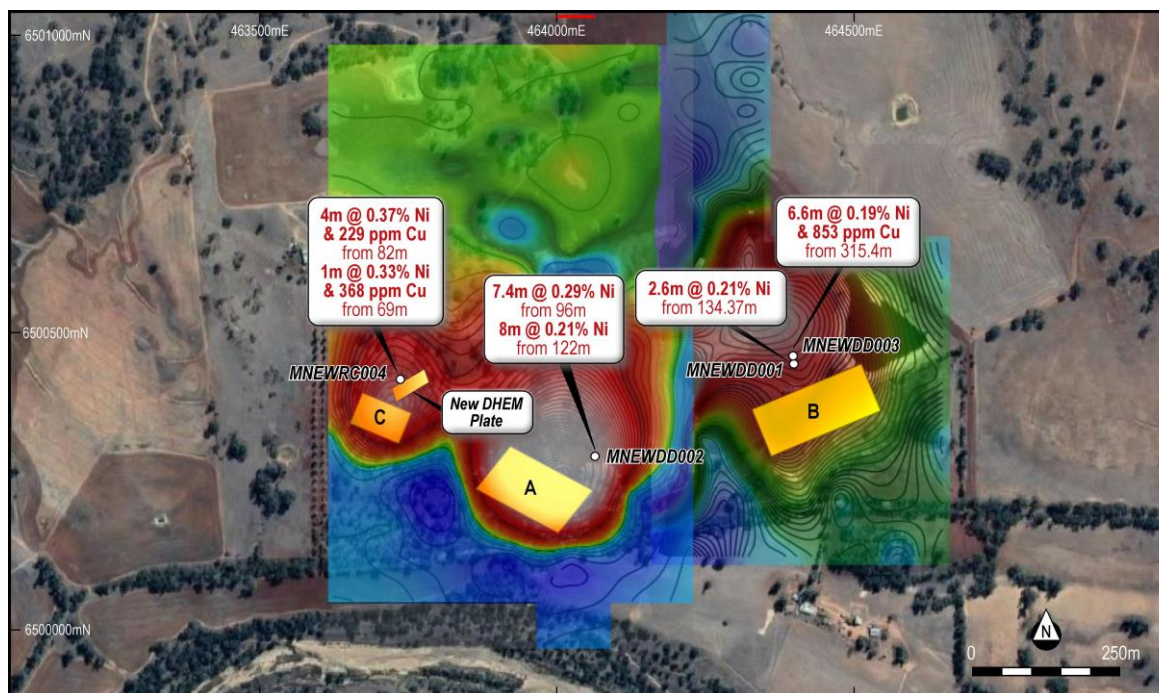 463500mE
464000mE
464500mE
6501000mN
4m @ 0.37% Ni
& 229 ppm Cu
from 82m
1m @ 0.33% Ni
& 368 ppm Cu
from 69m
7.4m @ 0.29% Ni
from 96m
8m @ 0.21% Ni
from 122m
2.6m @ 0.21% Ni
from 134.37m
6.6m @ 0.19% Ni
& 853 ppm Cu
from 315.4m
6500500mN
MNEWRC004
New DHEM
Plate
C
A
MNEWDD002
MNEWDD003
MNEWDD001
B
6500000mN
N
0
250m